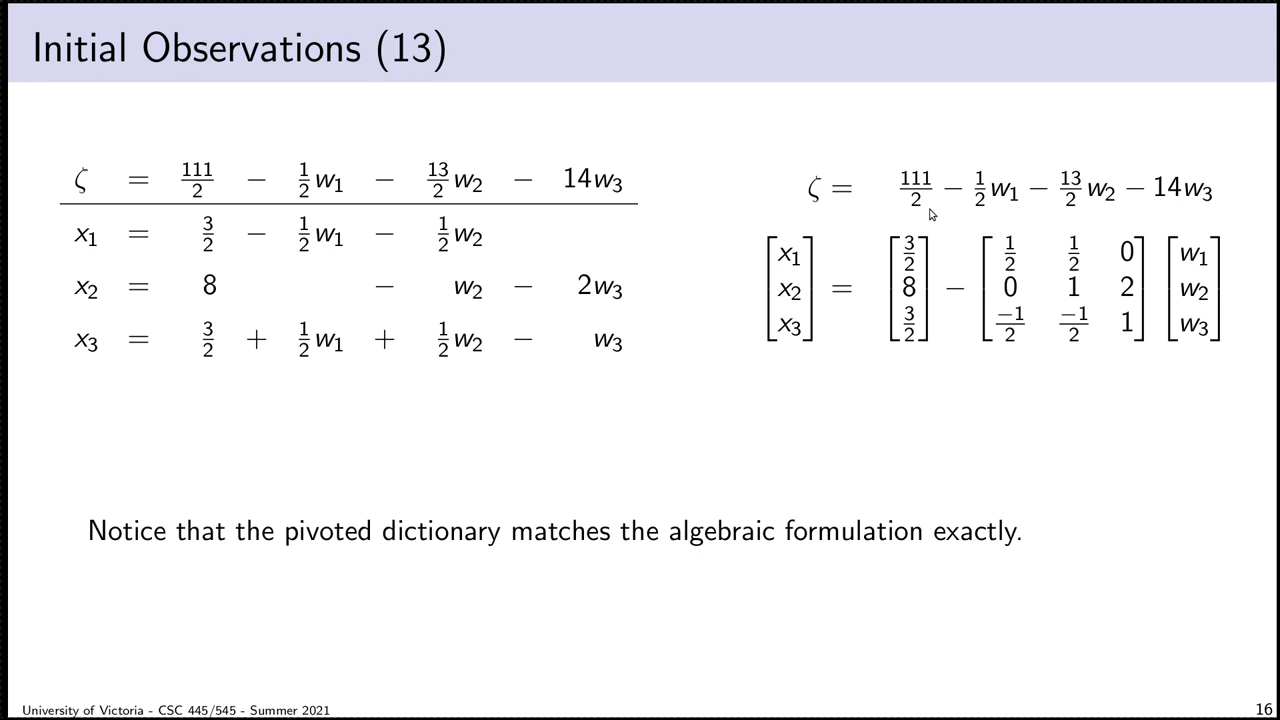 Initial Observations (13)
ζ = 111/2 − 1/2 w₁ − 13/2 w₂ − 14w₃
x₁ = 3/2 − 1/2 w₁ − 1/2 w₂
x₂ = 8 − w₂ − 2w₃
x₃ = 3/2 + 1/2 w₁ + 1/2 w₂ − w₃
ζ = 111/2 − 1/2 w₁ − 13/2 w₂ − 14w₃
[x₁ x₂ x₃] = [3/2 8 3/2] − [1/2 1/2 0; 0 1 2; −1/2 −1/2 1] [w₁ w₂ w₃]
Notice that the pivoted dictionary matches the algebraic formulation exactly.
University of Victoria - CSC 445/545 - Summer 2021
16